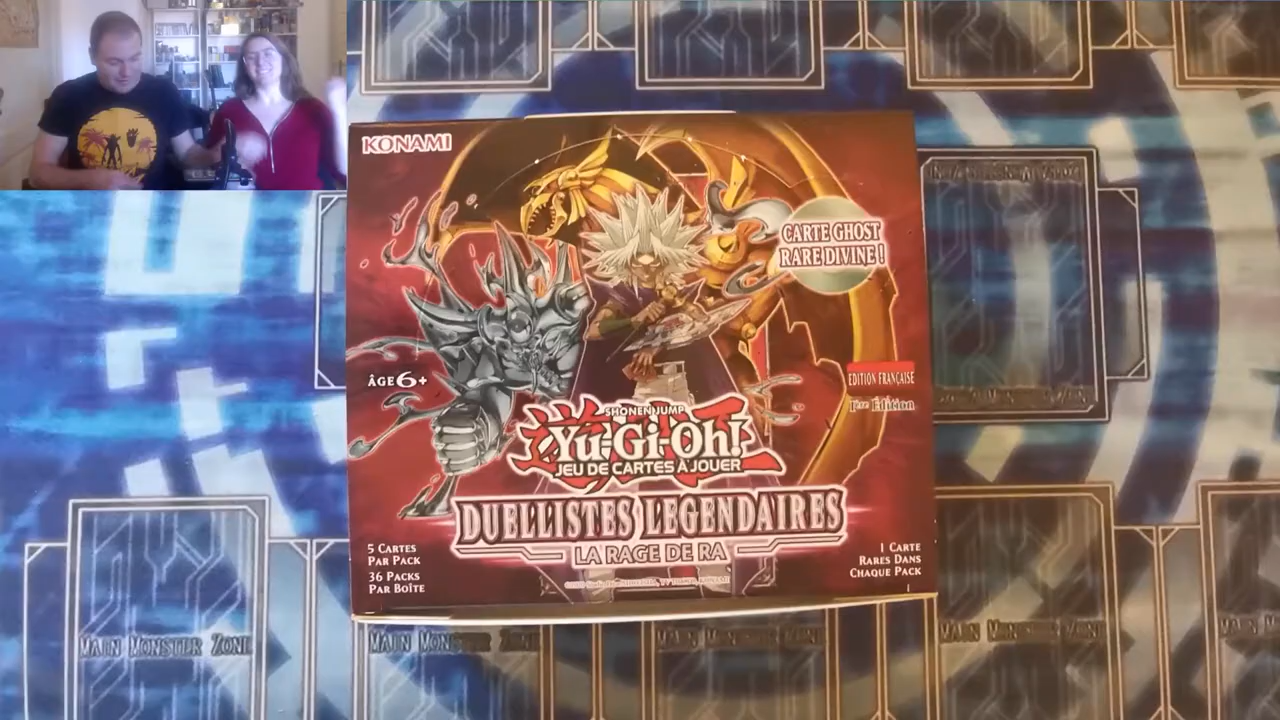 KONAMI
CARTE GHOST
RARE DIVINE !
ÂGE 6+
EDITION FRANÇAISE
1ère Edition
SHONEN JUMP
Yu-Gi-Oh!
JEU DE CARTES À JOUER
DUELLISTES LEGENDAIRES
LA RAGE DE RA
5 CARTES
PAR PACK
36 PACKS
PAR BOÎTE
1 CARTE
RARES DANS
CHAQUE PACK
MAIN MONSTER ZONE
MAIN MONSTER ZONE
MAIN MONSTER ZONE
MAIN MONSTER ZONE